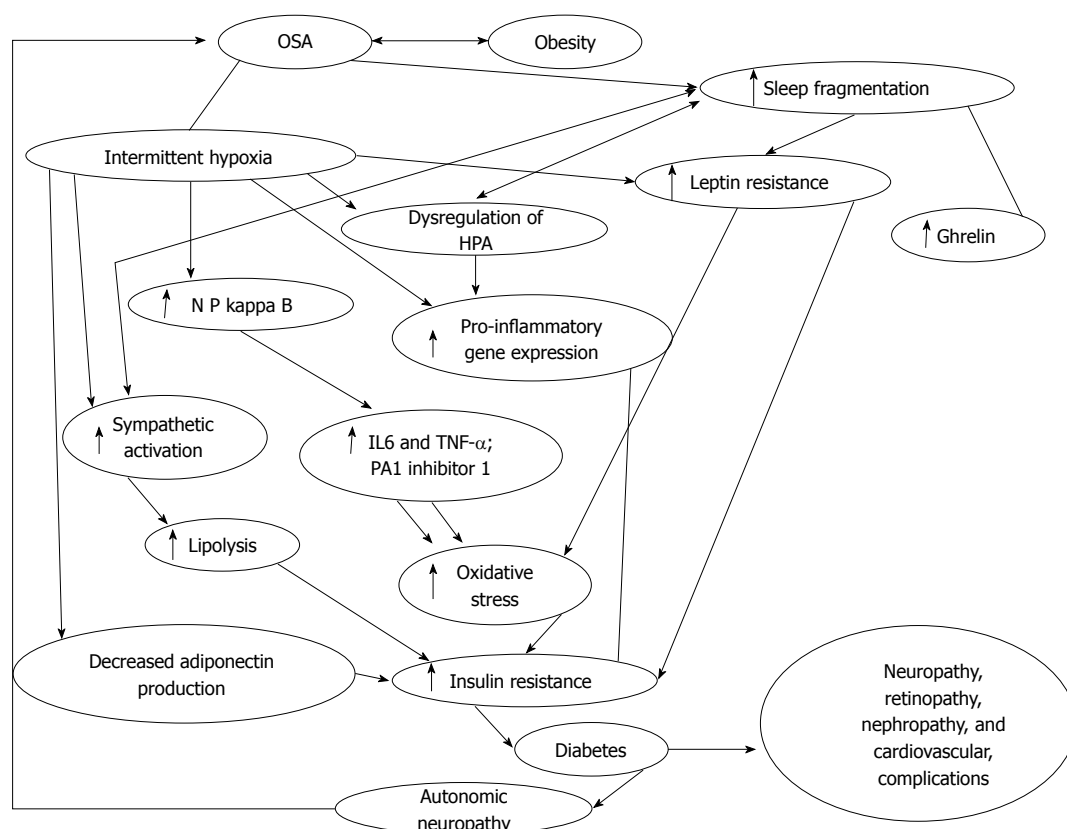 OSA
Obesity
Sleep fragmentation
Intermittent hypoxia
Leptin resistance
Dysregulation of
HPA
Ghrelin
N P kappa B
Pro-inflammatory
gene expression
Sympathetic
activation
IL6 and TNF-α;
PA1 inhibitor 1
Lipolysis
Oxidative
stress
Decreased adiponectin
production
Insulin resistance
Neuropathy,
retinopathy,
nephropathy, and
cardiovascular,
complications
Diabetes
Autonomic
neuropathy